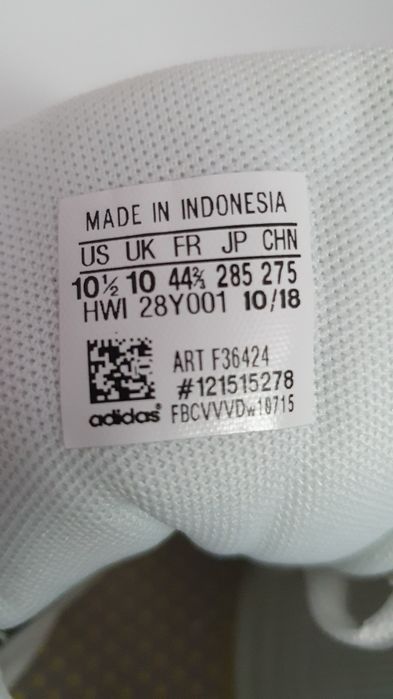 MADE IN INDONESIA
US UK FR JP CHN
10½ 10 44⅔ 285 275
HWI 28Y001 10/18
ART F36424
#121515278
adidas® FBCVVVDw10715